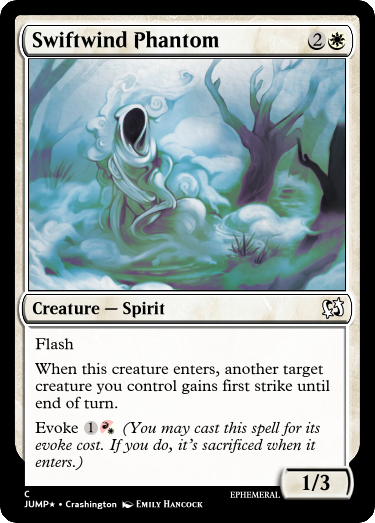 Swiftwind Phantom 2
Creature — Spirit
Flash
When this creature enters, another target
creature you control gains first strike until
end of turn.
Evoke 1 (You may cast this spell for its
evoke cost. If you do, it's sacrificed when it
enters.)
1/3
C EPHEMERAL
JUMP★ • Crashington Emily Hancock